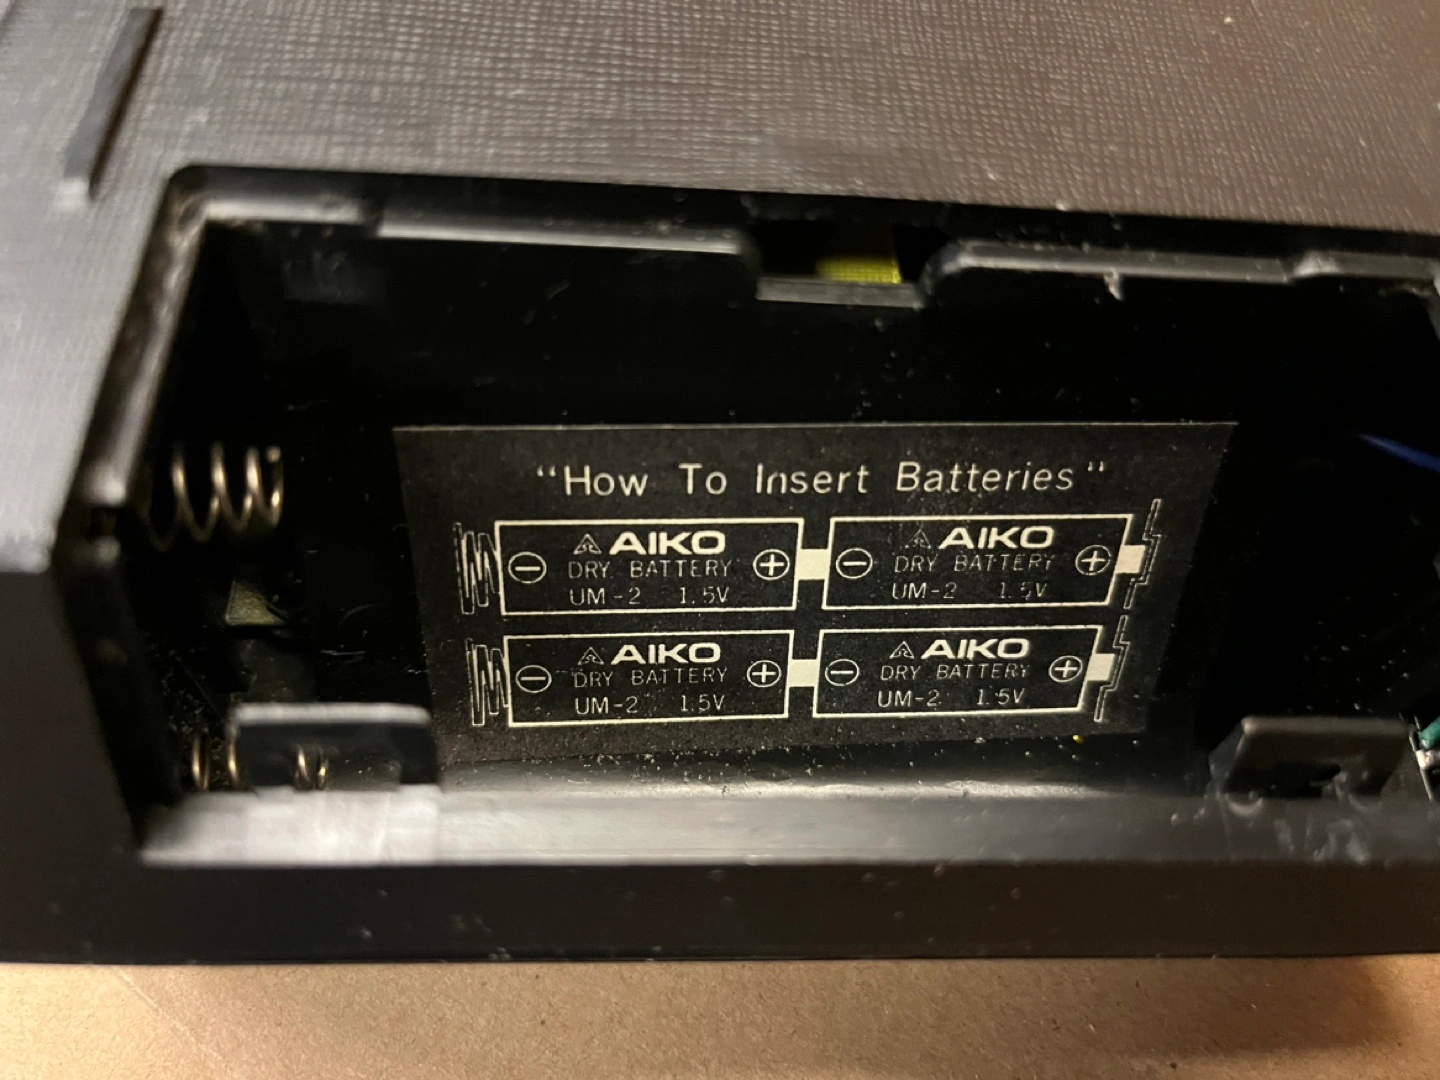 "How To Insert Batteries"
AIKO AIKO
DRY BATTERY DRY BATTERY
UM-2 1.5V UM-2 1.5V
AIKO AIKO
DRY BATTERY DRY BATTERY
UM-2 1.5V UM-2 1.5V